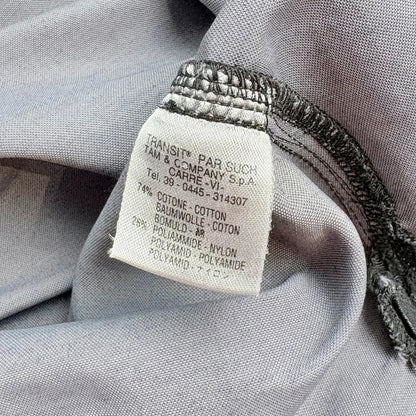 TRANSIT® PAR SUCH
TAM & COMPANY S.p.A.
CARRE -VI-
Tel. 39 - 0445 - 314307
74% COTONE - COTTON
BAUMWOLLE - COTON
BOMULD - 綿
26% POLIAMMIDE - NYLON
POLYAMID - POLYAMIDE
POLYAMID - ナイロン